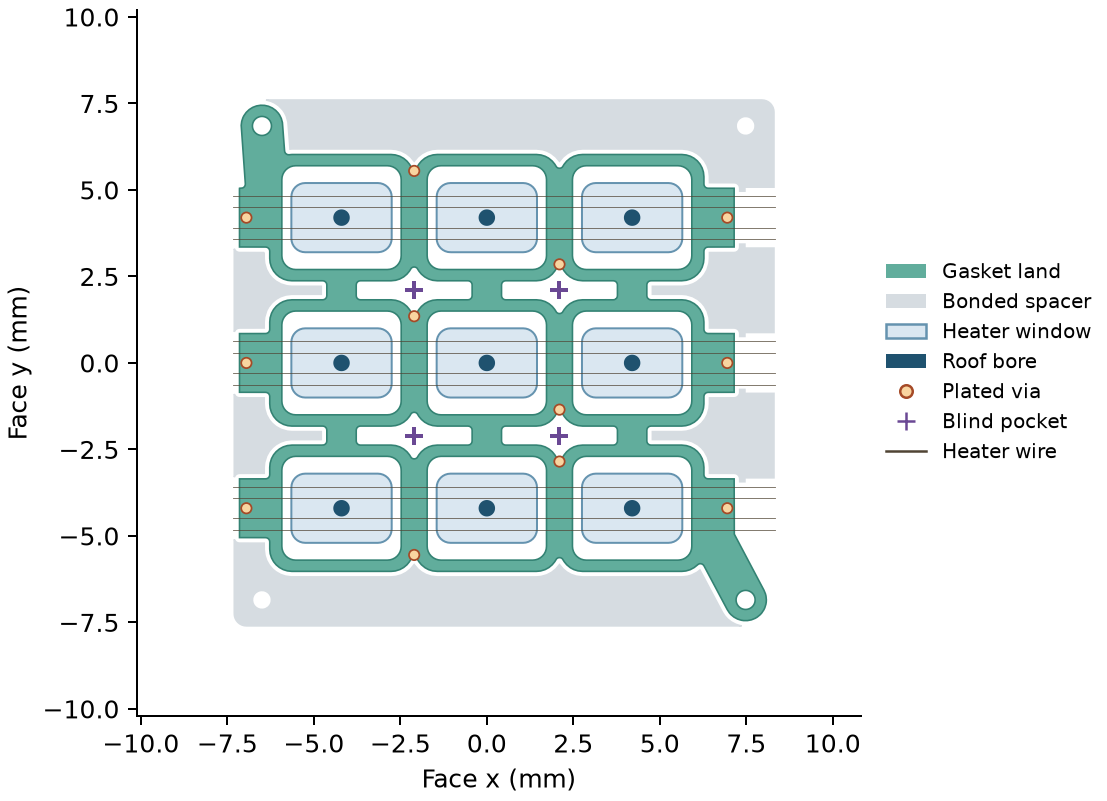 10.0
7.5
5.0
2.5
0.0
−2.5
−5.0
−7.5
−10.0
Face y (mm)
−10.0 −7.5 −5.0 −2.5 0.0 2.5 5.0 7.5 10.0
Face x (mm)
Gasket land
Bonded spacer
Heater window
Roof bore
Plated via
Blind pocket
Heater wire